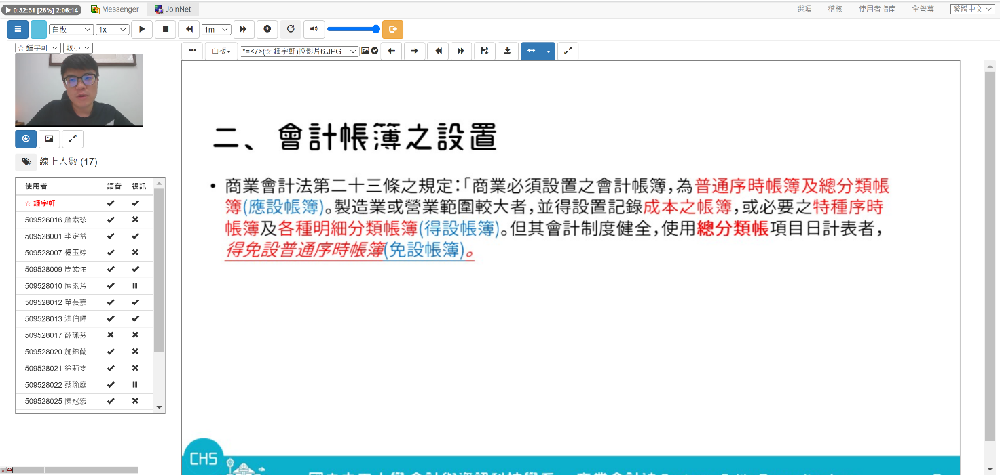 0:32:51 [26%] 2:06:14
Messenger
JoinNet
選項
稽核
使用者指南
全螢幕
繁體中文
白板
1x
1m
☆ 鍾宇軒
較小
白板
*=<7>(☆ 鍾宇軒)投影片6.JPG
線上人數 (17)
使用者 語音 視訊
☆ 鍾宇軒
509526016 詹素珍
509528001 李定益
509528007 楊玉婷
509528009 周竑佑
509528010 陳素芳
509528012 單芸嘉
509528013 洪伯暉
509528017 薛珮芬
509528020 施錦蘭
509528021 徐莉雯
509528022 蔡瑜庭
509528025 陳冠宏
二、會計帳簿之設置
• 商業會計法第二十三條之規定：「商業必須設置之會計帳簿，為普通序時帳簿及總分類帳
簿(應設帳簿)。製造業或營業範圍較大者，並得設置記錄成本之帳簿，或必要之特種序時
帳簿及各種明細分類帳簿(得設帳簿)。但其會計制度健全，使用總分類帳項目日計表者，
得免設普通序時帳簿(免設帳簿)。
CH5